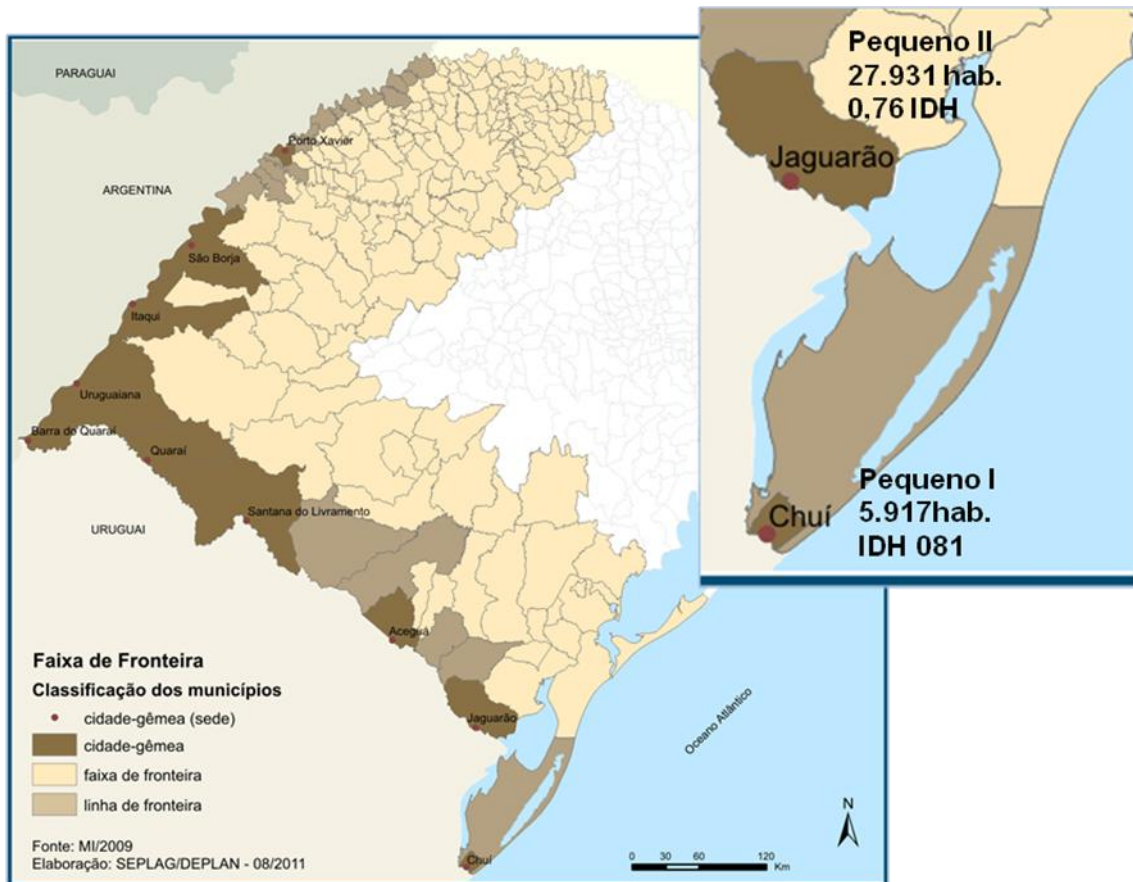 PARAGUAI
Porto Xavier
ARGENTINA
São Borja
Itaqui
Uruguaiana
Barra do Quaraí
Quaraí
Santana do Livramento
URUGUAI
Aceguá
Jaguarão
Oceano Atlântico
Chuí
Faixa de Fronteira
Classificação dos municípios
cidade-gêmea (sede)
cidade-gêmea
faixa de fronteira
linha de fronteira
Fonte: MI/2009
Elaboração: SEPLAG/DEPLAN - 08/2011
N
0 30 60 120
Km
Pequeno II
27.931 hab.
0,76 IDH
Jaguarão
Pequeno I
5.917hab.
Chuí
IDH 081